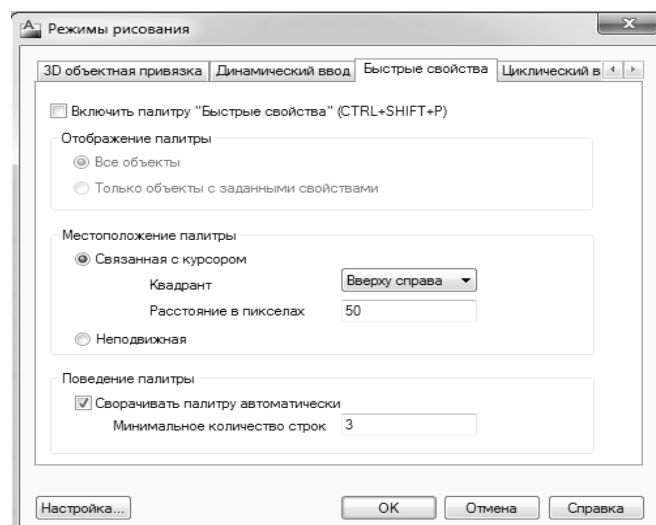 Режимы рисования
3D объектная привязка Динамический ввод Быстрые свойства Циклический в
Включить палитру "Быстрые свойства" (CTRL+SHIFT+P)
Отображение палитры
Все объекты
Только объекты с заданными свойствами
Местоположение палитры
Связанная с курсором
Квадрант Вверху справа
Расстояние в пикселах 50
Неподвижная
Поведение палитры
Сворачивать палитру автоматически
Минимальное количество строк 3
Настройка... OK Отмена Справка